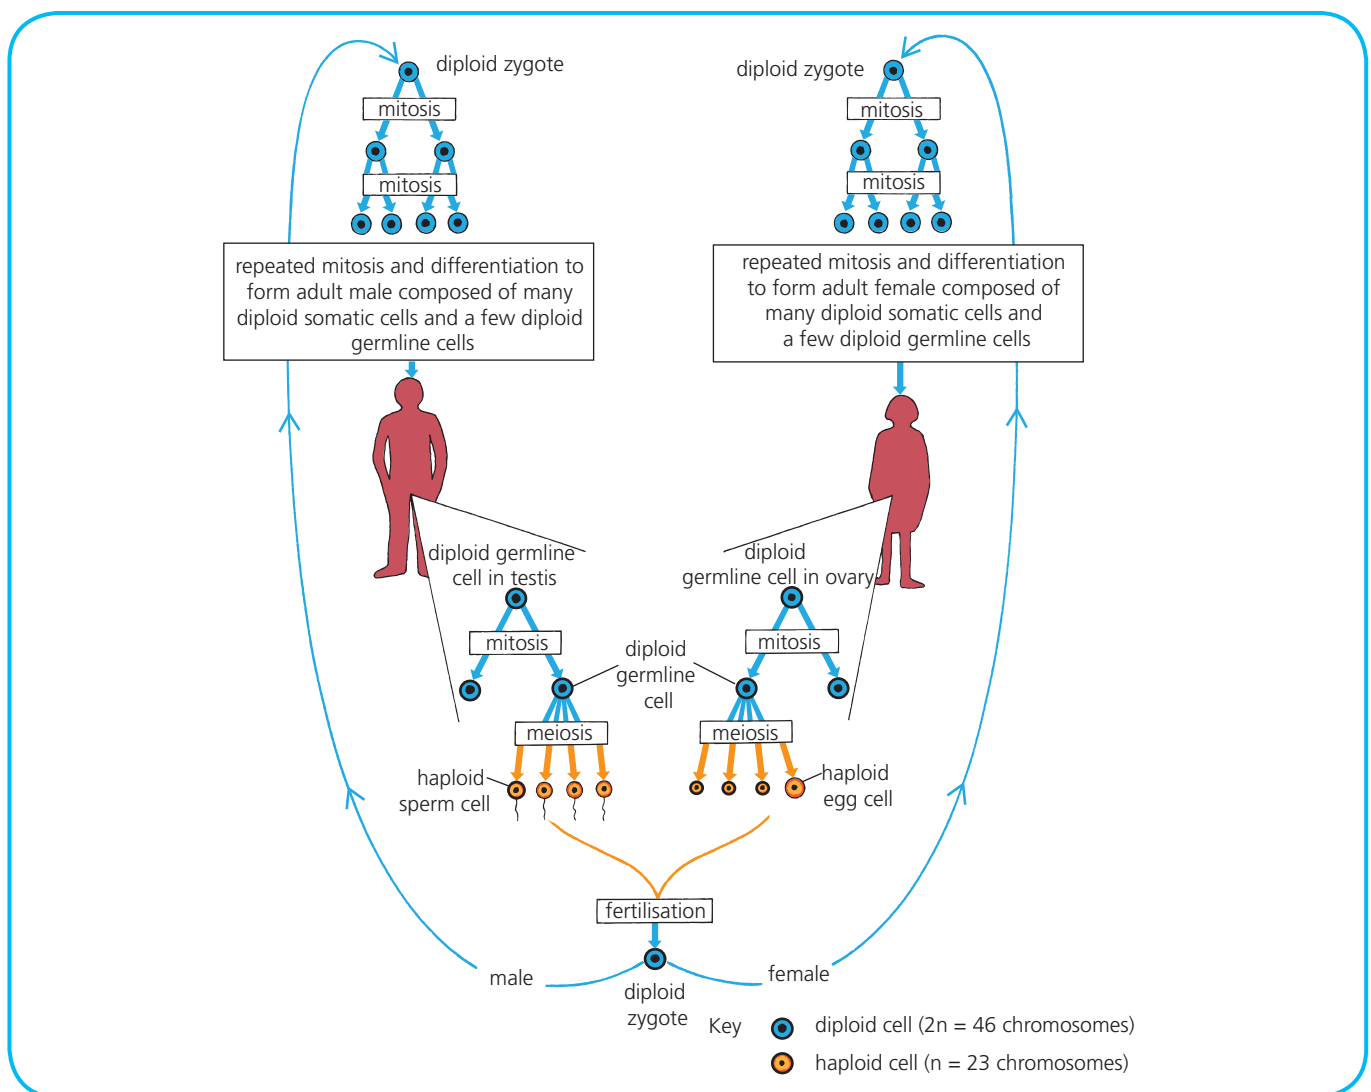 diploid zygote
mitosis
mitosis
repeated mitosis and differentiation to
form adult male composed of many
diploid somatic cells and a few diploid
germline cells
diploid zygote
mitosis
mitosis
repeated mitosis and differentiation
to form adult female composed of
many diploid somatic cells and
a few diploid germline cells
diploid germline
cell in testis
mitosis
diploid
germline cell in ovary
mitosis
diploid
germline
cell
meiosis
meiosis
haploid
sperm cell
haploid
egg cell
fertilisation
male
female
diploid
zygote
Key
diploid cell (2n = 46 chromosomes)
haploid cell (n = 23 chromosomes)